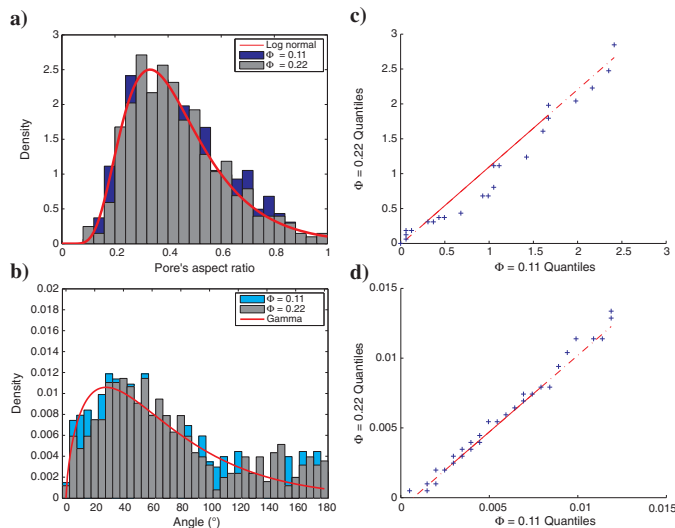 a)
3
2.5
2
1.5
1
0.5
0
Density
0 0.2 0.4 0.6 0.8 1
Pore's aspect ratio
Log normal
Φ = 0.11
Φ = 0.22
b)
0.02
0.018
0.016
0.014
0.012
0.01
0.008
0.006
0.004
0.002
0
Density
0 20 40 60 80 100 120 140 160 180
Angle (°)
Φ = 0.11
Φ = 0.22
Gamma
c)
3
2.5
2
1.5
1
0.5
0
Φ = 0.22 Quantiles
0 0.5 1 1.5 2 2.5 3
Φ = 0.11 Quantiles
d)
0.015
0.01
0.005
0
Φ = 0.22 Quantiles
0 0.005 0.01 0.015
Φ = 0.11 Quantiles